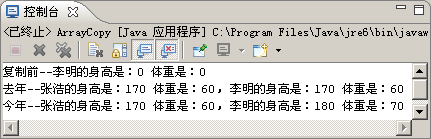 控制台
<已终止> ArrayCopy [Java 应用程序] C:\Program Files\Java\jre6\bin\javaw
复制前--李明的身高是：0 体重是：0
去年--张浩的身高是：170 体重是：60，李明的身高是：170 体重是：60
今年--张浩的身高是：170 体重是：60，李明的身高是：180 体重是：70